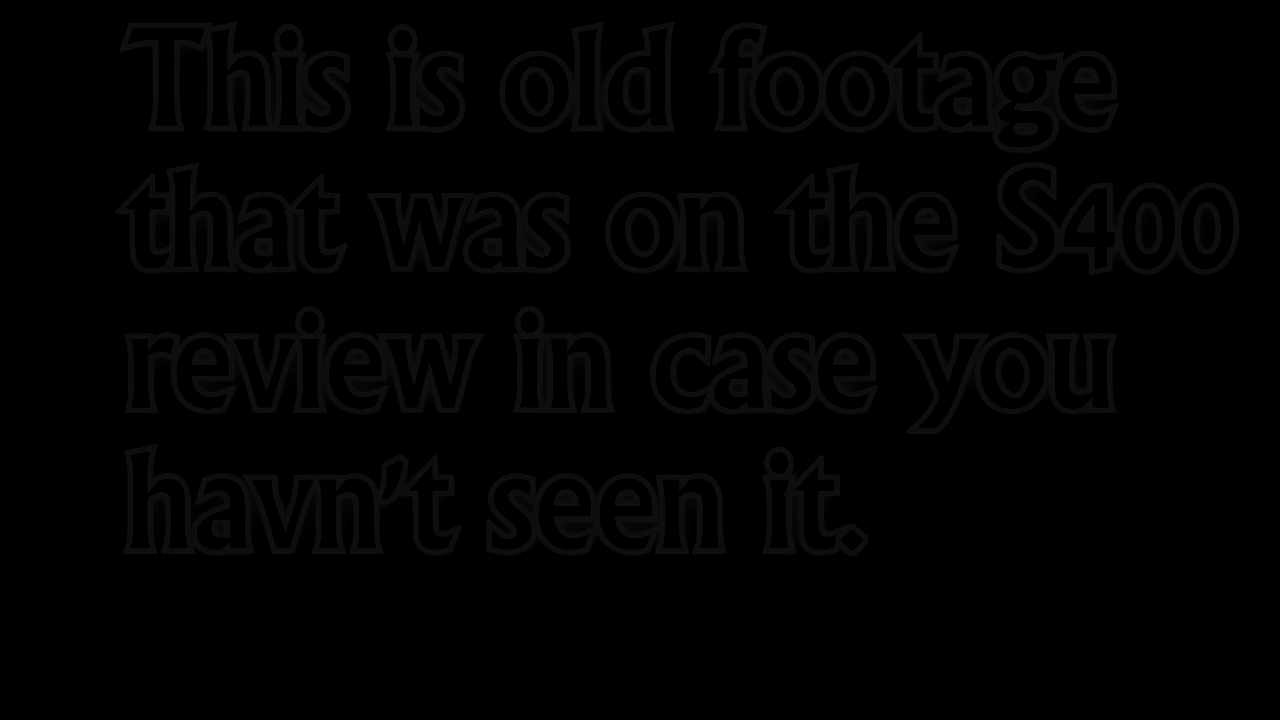 This is old footage
that was on the S400
review in case you
havn't seen it.